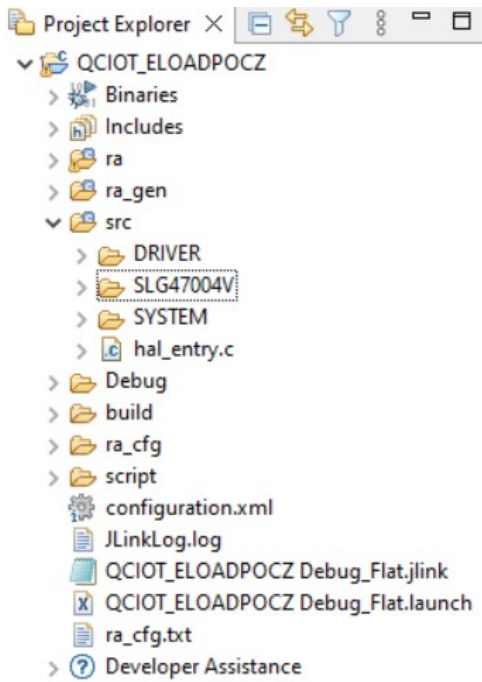 Project Explorer
QCIOT_ELOADPOCZ
Binaries
Includes
ra
ra_gen
src
DRIVER
SLG47004V
SYSTEM
hal_entry.c
Debug
build
ra_cfg
script
configuration.xml
JLinkLog.log
QCIOT_ELOADPOCZ Debug_Flat.jlink
QCIOT_ELOADPOCZ Debug_Flat.launch
ra_cfg.txt
Developer Assistance